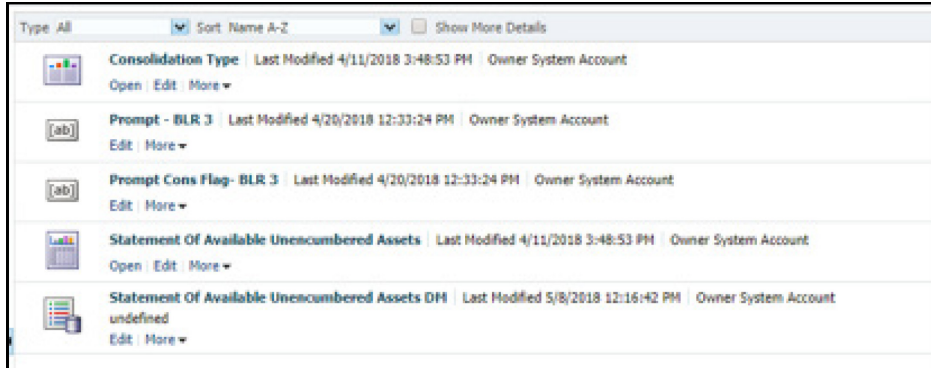 Type All Sort Name A-Z Show More Details
Consolidation Type | Last Modified 4/11/2018 3:48:53 PM | Owner System Account
Open | Edit | More
[ab] Prompt - BLR 3 | Last Modified 4/20/2018 12:33:24 PM | Owner System Account
Edit | More
[ab] Prompt Cons Flag- BLR 3 | Last Modified 4/20/2018 12:33:24 PM | Owner System Account
Edit | More
Statement Of Available Unencumbered Assets | Last Modified 4/11/2018 3:48:53 PM | Owner System Account
Open | Edit | More
Statement Of Available Unencumbered Assets DM | Last Modified 5/8/2018 12:16:42 PM | Owner System Account
undefined
Edit | More